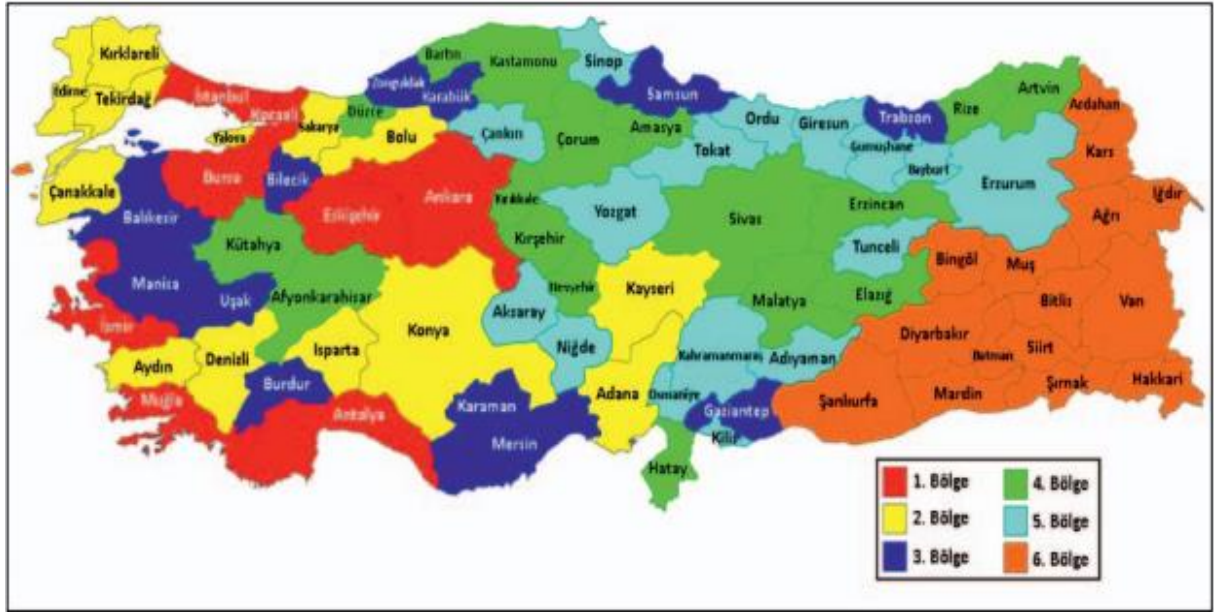 Kırklareli
Edirne
Tekirdağ
İstanbul
Kocaeli
Yalova
Sakarya
Düzce
Bolu
Zonguldak
Bartın
Karabük
Kastamonu
Sinop
Samsun
Çankırı
Çorum
Amasya
Tokat
Ordu
Giresun
Gümüşhane
Trabzon
Bayburt
Rize
Artvin
Ardahan
Kars
Iğdır
Ağrı
Erzurum
Erzincan
Çanakkale
Balıkesir
Bursa
Bilecik
Eskişehir
Ankara
Kırıkkale
Kırşehir
Yozgat
Sivas
Tunceli
Bingöl
Muş
Bitlis
Van
Kütahya
Manisa
Uşak
Afyonkarahisar
İzmir
Aydın
Denizli
Isparta
Konya
Aksaray
Nevşehir
Niğde
Kayseri
Malatya
Elazığ
Diyarbakır
Batman
Siirt
Şırnak
Hakkari
Mardin
Şanlıurfa
Adıyaman
Kahramanmaraş
Osmaniye
Gaziantep
Kilis
Hatay
Adana
Mersin
Karaman
Antalya
Burdur
Muğla
1. Bölge
2. Bölge
3. Bölge
4. Bölge
5. Bölge
6. Bölge